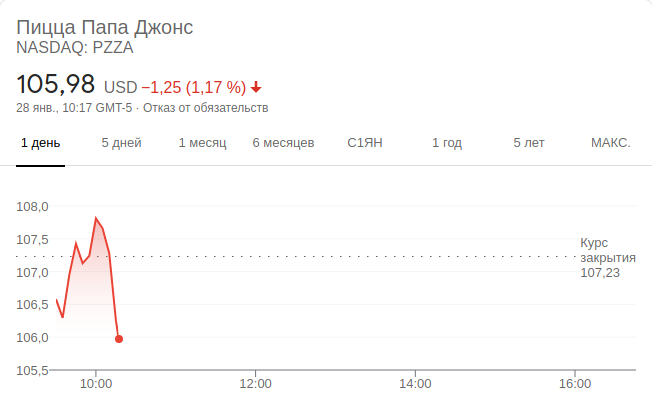 Пицца Папа Джонс
NASDAQ: PZZA
105,98 USD −1,25 (1,17 %)
28 янв., 10:17 GMT-5 · Отказ от обязательств
1 день 5 дней 1 месяц 6 месяцев С1ЯН 1 год 5 лет МАКС.
108,0
107,5
107,0
106,5
106,0
105,5
Курс
закрытия
107,23
10:00 12:00 14:00 16:00